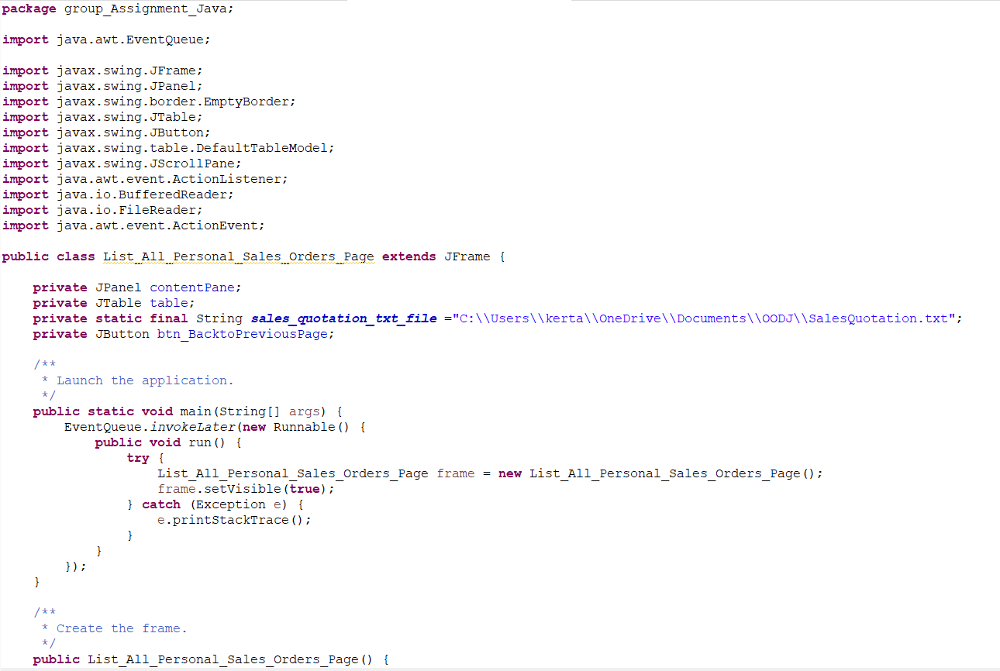 package group_Assignment_Java;
import java.awt.EventQueue;
import javax.swing.JFrame;
import javax.swing.JPanel;
import javax.swing.border.EmptyBorder;
import javax.swing.JTable;
import javax.swing.JButton;
import javax.swing.table.DefaultTableModel;
import javax.swing.JScrollPane;
import java.awt.event.ActionListener;
import java.io.BufferedReader;
import java.io.FileReader;
import java.awt.event.ActionEvent;
public class List_All_Personal_Sales_Orders_Page extends JFrame {
private JPanel contentPane;
private JTable table;
private static final String sales_quotation_txt_file ="C:\\Users\\kerta\\OneDrive\\Documents\\OODJ\\SalesQuotation.txt";
private JButton btn_BacktoPreviousPage;
/**
* Launch the application.
*/
public static void main(String[] args) {
EventQueue.invokeLater(new Runnable() {
public void run() {
try {
List_All_Personal_Sales_Orders_Page frame = new List_All_Personal_Sales_Orders_Page();
frame.setVisible(true);
} catch (Exception e) {
e.printStackTrace();
}
}
});
}
/**
* Create the frame.
*/
public List_All_Personal_Sales_Orders_Page() {